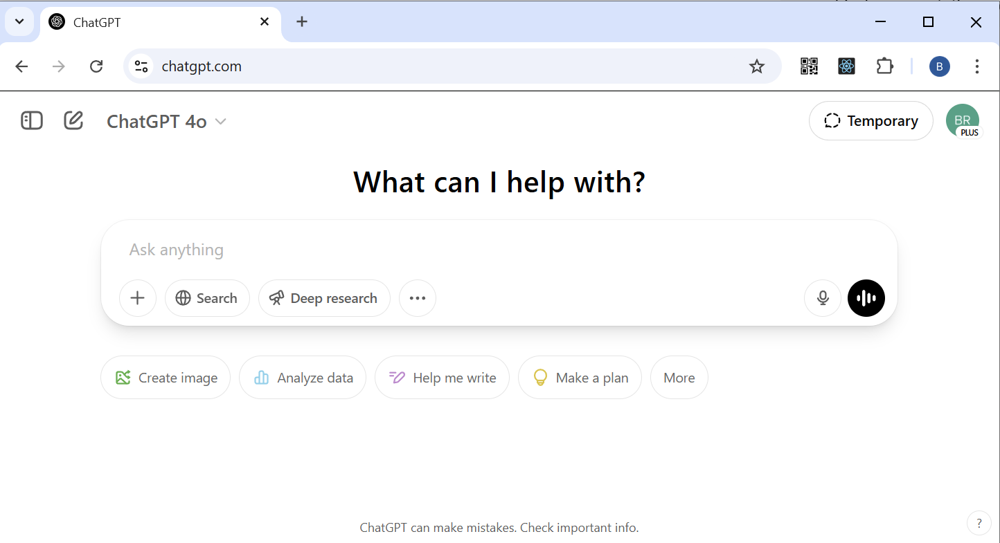 ChatGPT
chatgpt.com
B
ChatGPT 4o
Temporary
BR
PLUS
What can I help with?
Ask anything
Search
Deep research
Create image
Analyze data
Help me write
Make a plan
More
ChatGPT can make mistakes. Check important info.
?